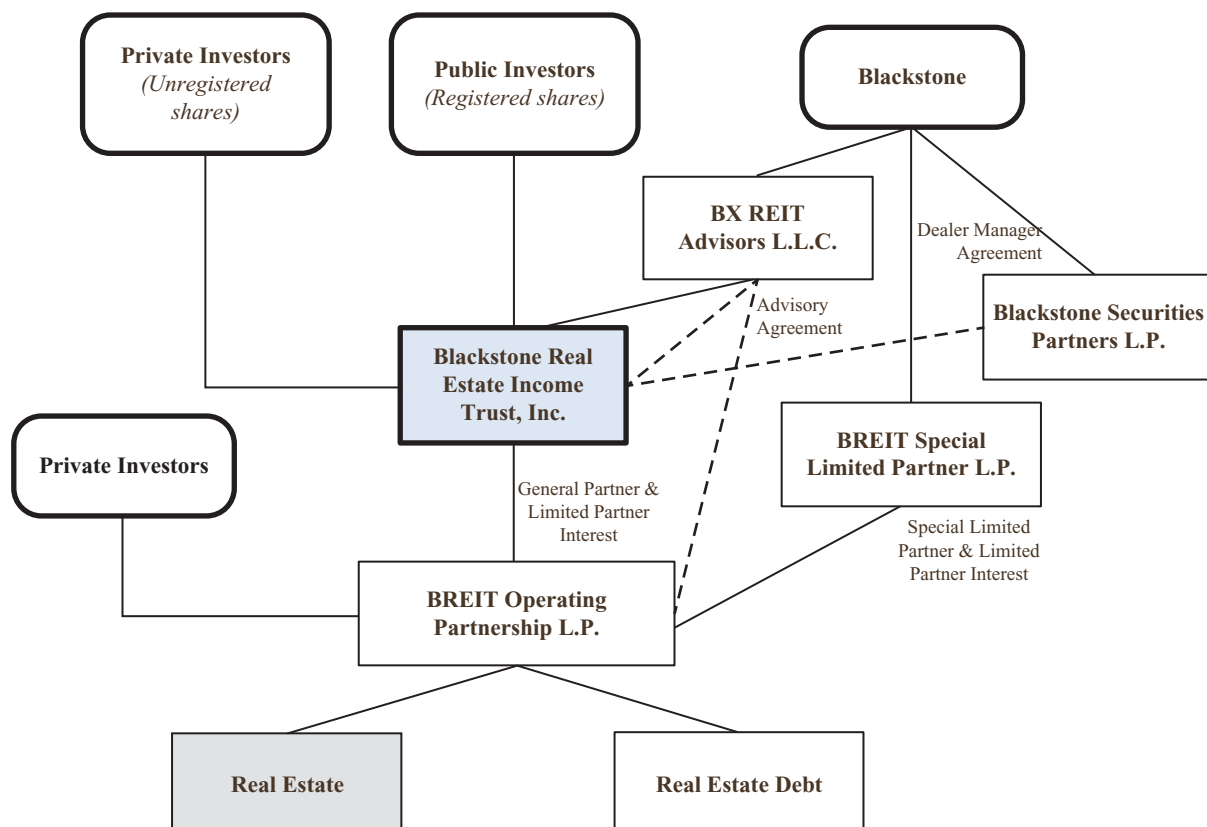 Private Investors
(Unregistered
shares)
Public Investors
(Registered shares)
Blackstone
BX REIT
Advisors L.L.C.
Dealer Manager
Agreement
Blackstone Securities
Partners L.P.
Advisory
Agreement
Blackstone Real
Estate Income
Trust, Inc.
Private Investors
BREIT Special
Limited Partner L.P.
General Partner &
Limited Partner
Interest
Special Limited
Partner & Limited
Partner Interest
BREIT Operating
Partnership L.P.
Real Estate
Real Estate Debt